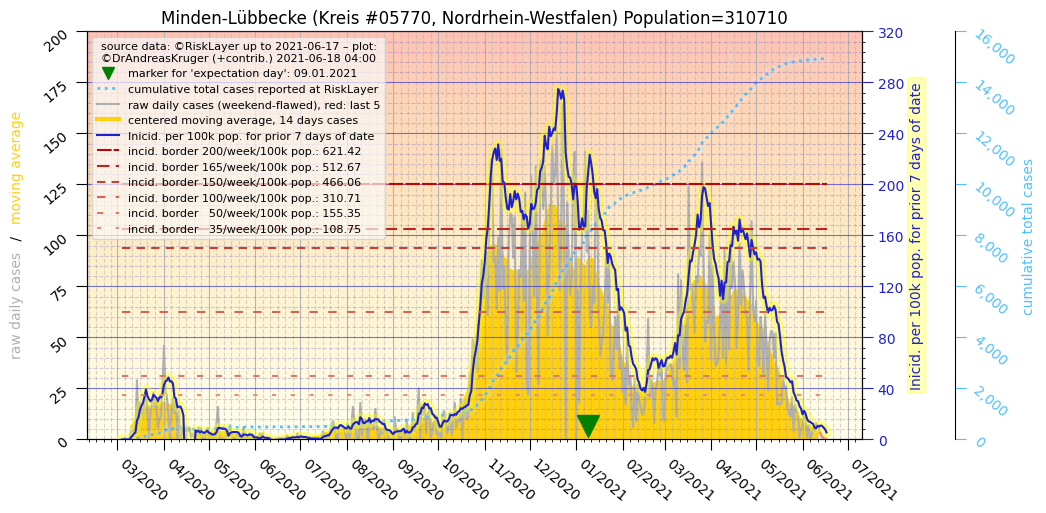 Minden-Lübbecke (Kreis #05770, Nordrhein-Westfalen) Population=310710
source data: ©RiskLayer up to 2021-06-17 – plot:
©DrAndreasKruger (+contrib.) 2021-06-18 04:00
marker for 'expectation day': 09.01.2021
cumulative total cases reported at RiskLayer
raw daily cases (weekend-flawed), red: last 5
centered moving average, 14 days cases
Inicid. per 100k pop. for prior 7 days of date
incid. border 200/week/100k pop.: 621.42
incid. border 165/week/100k pop.: 512.67
incid. border 150/week/100k pop.: 466.06
incid. border 100/week/100k pop.: 310.71
incid. border 50/week/100k pop.: 155.35
incid. border 35/week/100k pop.: 108.75
raw daily cases / moving average
200
175
150
125
100
75
50
25
0
320
280
240
200
160
120
80
40
0
Inicid. per 100k pop. for prior 7 days of date
16,000
14,000
12,000
10,000
8,000
6,000
4,000
2,000
0
cumulative total cases
03/2020
04/2020
05/2020
06/2020
07/2020
08/2020
09/2020
10/2020
11/2020
12/2020
01/2021
02/2021
03/2021
04/2021
05/2021
06/2021
07/2021